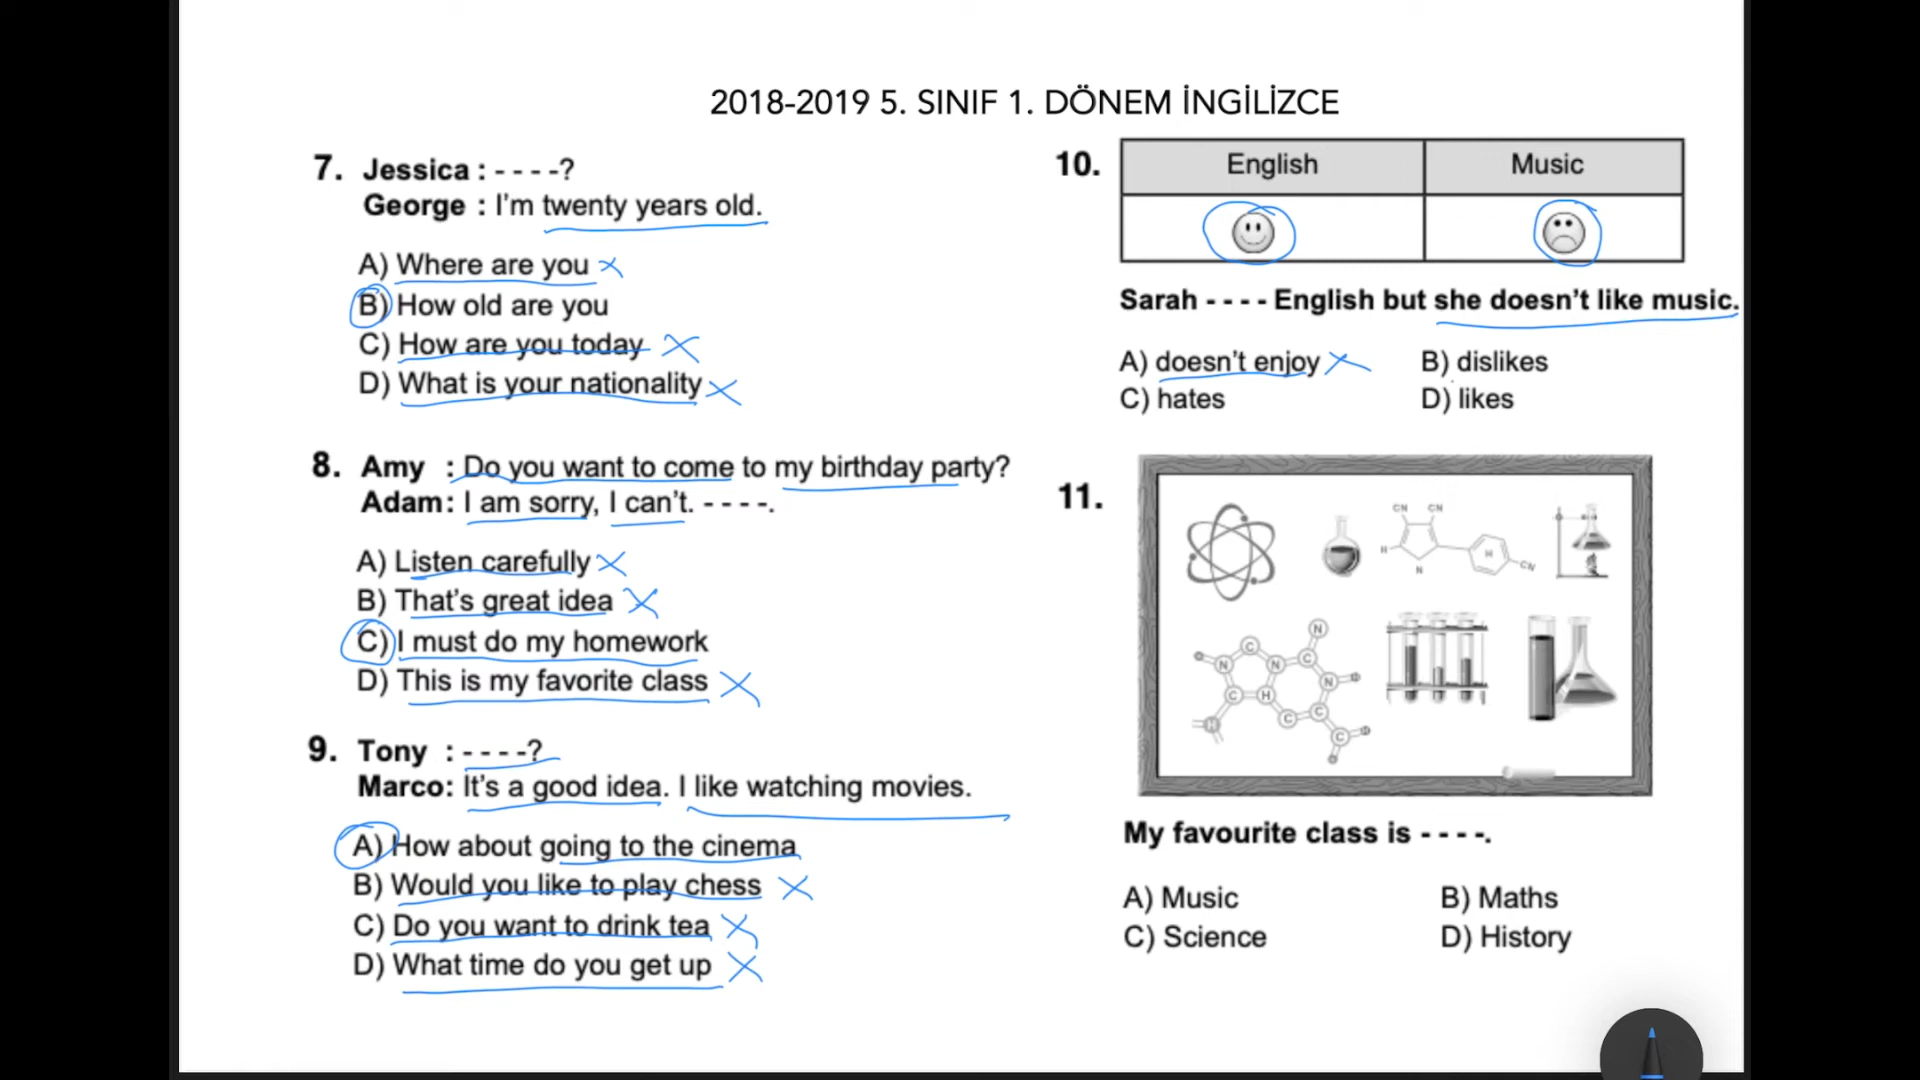 2018-2019 5. SINIF 1. DÖNEM İNGİLİZCE
7. Jessica : - - - -?
George : I'm twenty years old.
A) Where are you
B) How old are you
C) How are you today
D) What is your nationality
8. Amy : Do you want to come to my birthday party?
Adam: I am sorry, I can't. - - - -.
A) Listen carefully
B) That's great idea
C) I must do my homework
D) This is my favorite class
9. Tony : - - - -?
Marco: It's a good idea. I like watching movies.
A) How about going to the cinema
B) Would you like to play chess
C) Do you want to drink tea
D) What time do you get up
10. English Music
Sarah - - - - English but she doesn't like music.
A) doesn't enjoy B) dislikes
C) hates D) likes
11.
CN CN
H H CN
N
N
C C
N N N
C H C C
H C
My favourite class is - - - -.
A) Music B) Maths
C) Science D) History